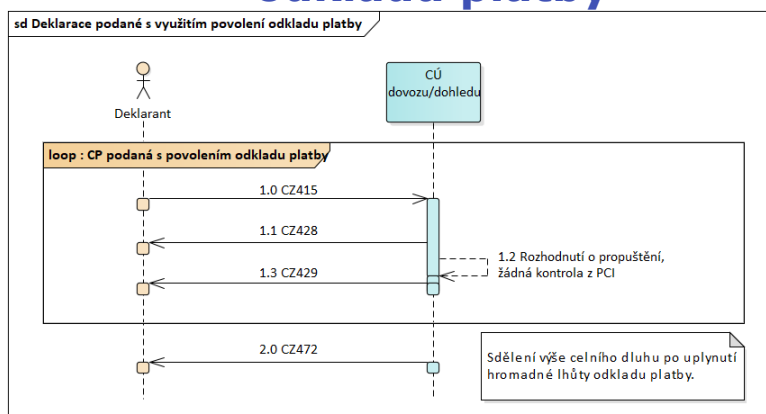 odkladu platby
sd Deklarace podané s využitím povolení odkladu platby
CÚ
dovozu/dohledu
Deklarant
loop : CP podaná s povolením odkladu platby
1.0 CZ415
1.1 CZ428
1.2 Rozhodnutí o propuštění,
žádná kontrola z PCI
1.3 CZ429
2.0 CZ472
Sdělení výše celního dluhu po uplynutí
hromadné lhůty odkladu platby.